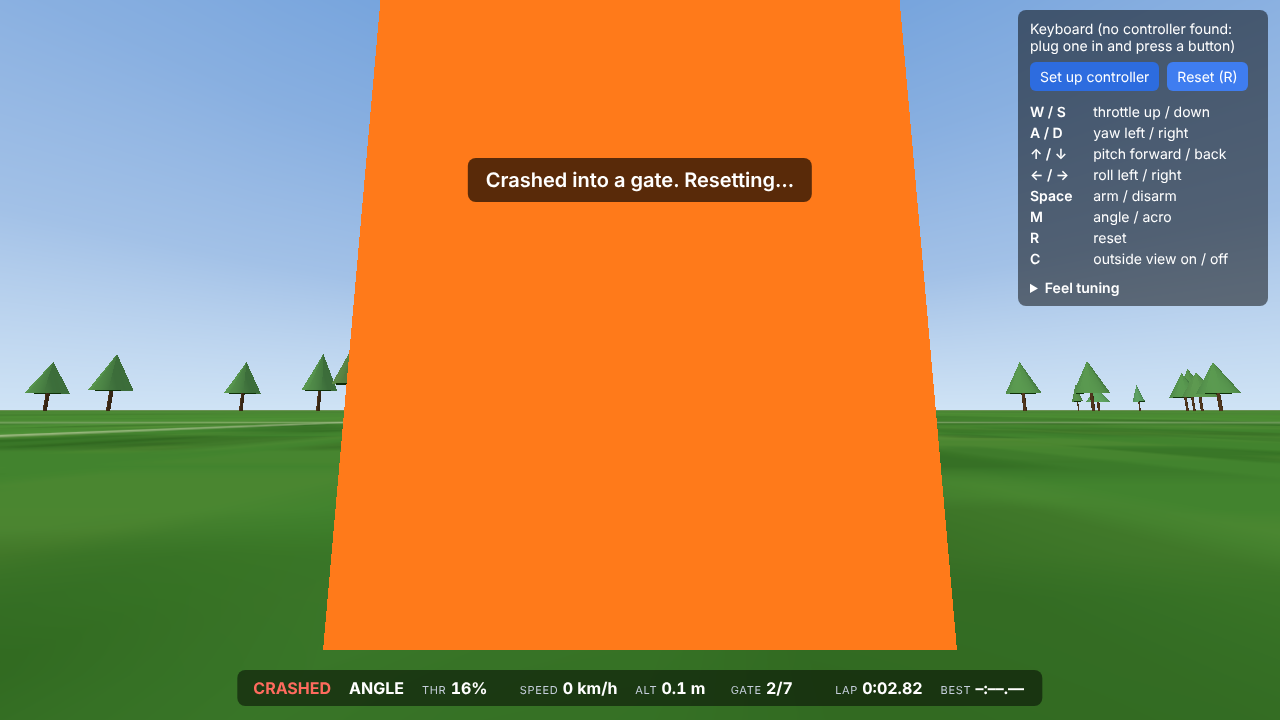 Keyboard (no controller found:
plug one in and press a button)
Set up controller Reset (R)
W / S throttle up / down
A / D yaw left / right
↑ / ↓ pitch forward / back
← / → roll left / right
Space arm / disarm
M angle / acro
R reset
C outside view on / off
▶ Feel tuning
Crashed into a gate. Resetting...
CRASHED ANGLE THR 16% SPEED 0 km/h ALT 0.1 m GATE 2/7 LAP 0:02.82 BEST –:––.––